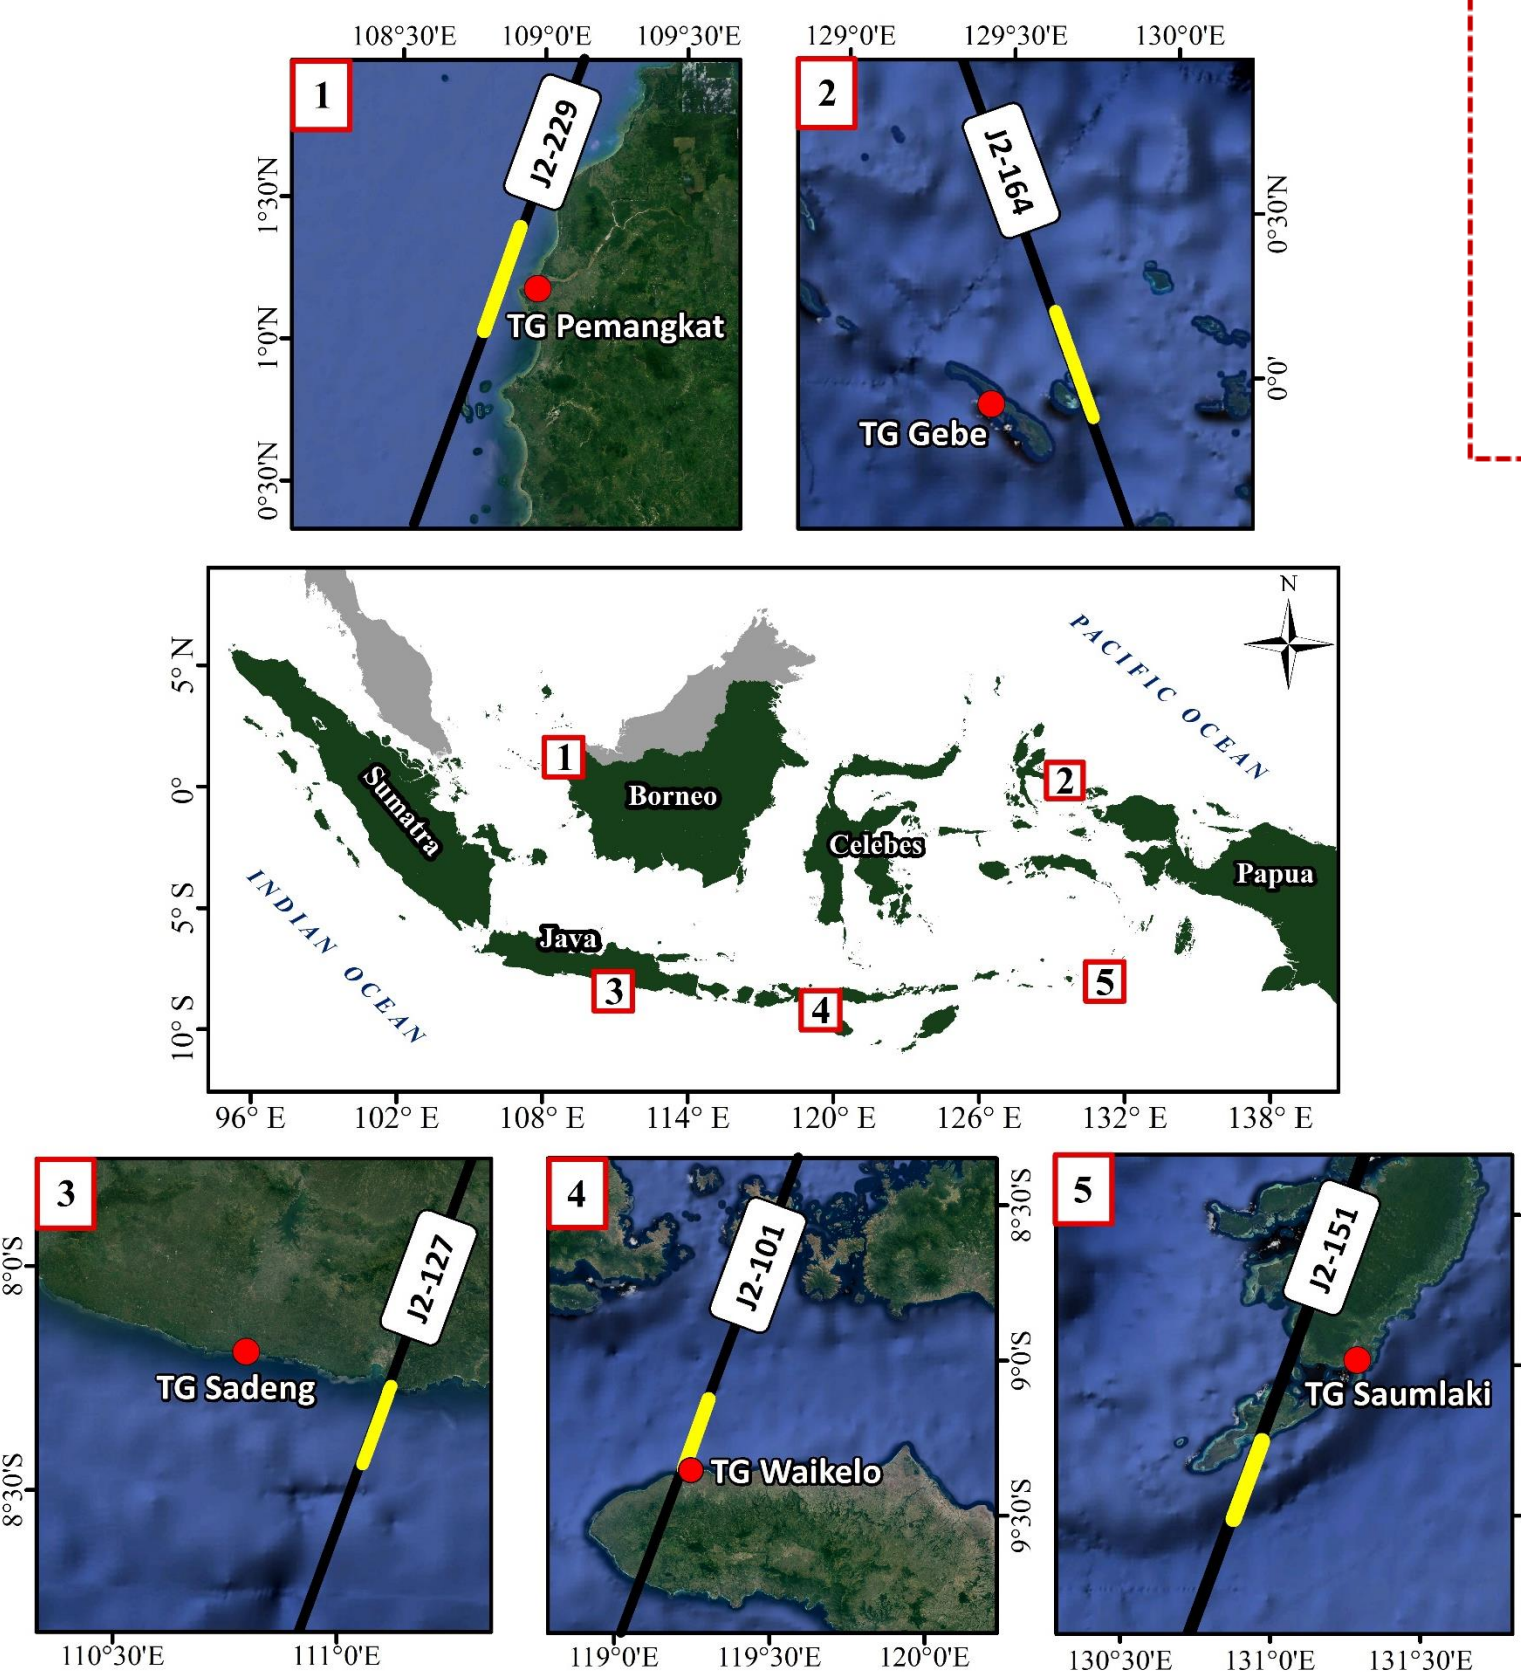 108°30'E 109°0'E 109°30'E
129°0'E 129°30'E 130°0'E
1
J2-229
1°30'N
1°0'N
0°30'N
TG Pemangkat
2
J2-164
0°30'N
0°0'
TG Gebe
N
PACIFIC OCEAN
INDIAN OCEAN
5° N
0°
5° S
10° S
1
2
3
4
5
Sumatra
Borneo
Celebes
Papua
Java
96° E 102° E 108° E 114° E 120° E 126° E 132° E 138° E
3
J2-127
8°0'S
8°30'S
TG Sadeng
110°30'E 111°0'E
4
J2-101
8°30'S
9°0'S
9°30'S
TG Waikelo
119°0'E 119°30'E 120°0'E
5
J2-151
TG Saumlaki
130°30'E 131°0'E 131°30'E